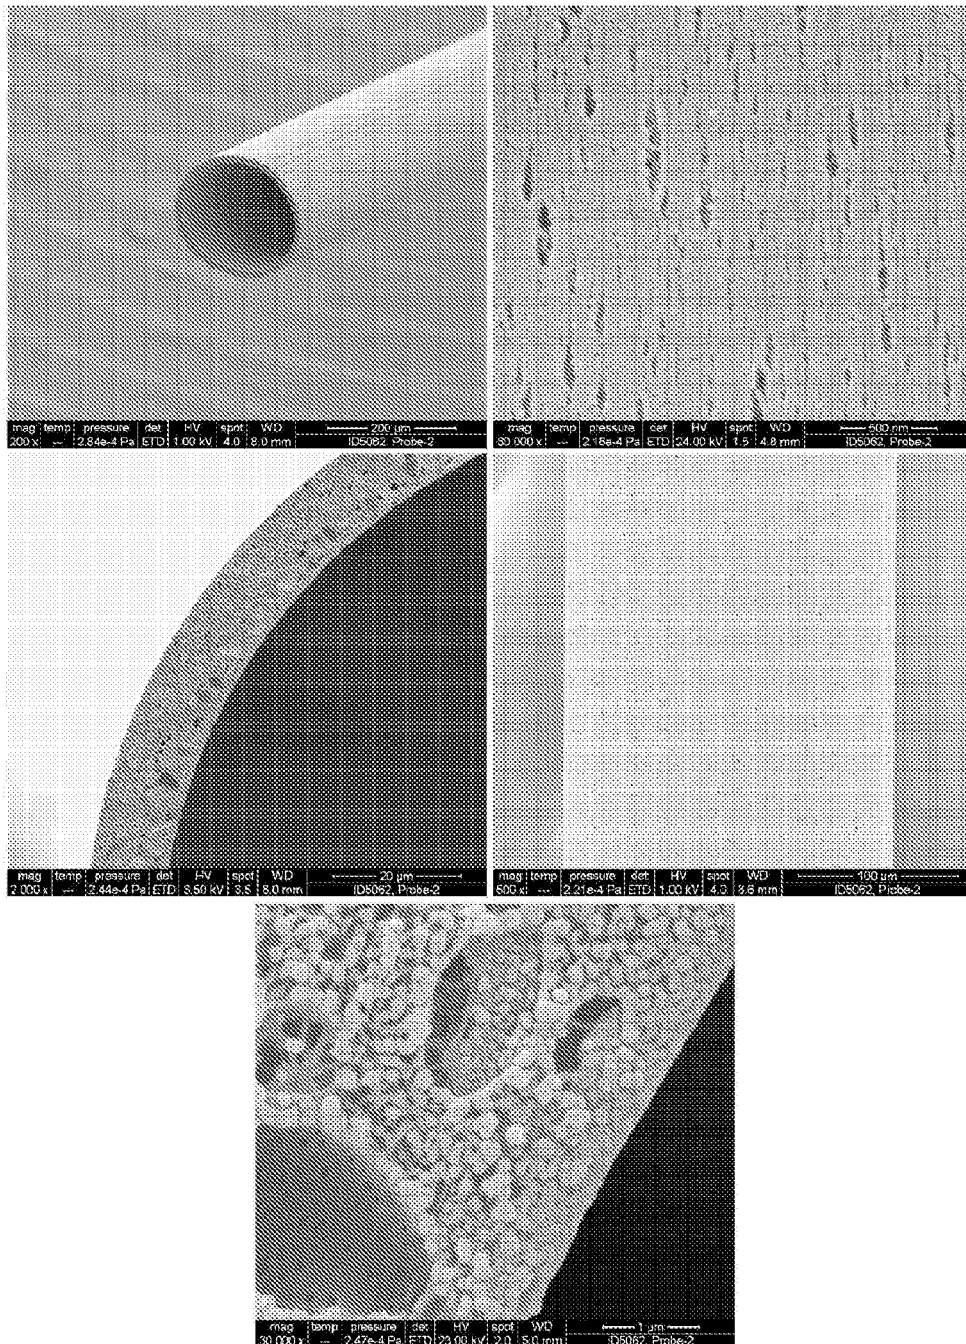 mag temp pressure det HV spot WD 200 µm
200 x --- 2.84e-4 Pa ETD 1.00 kV 4.0 8.0 mm ID5062, Probe-2
mag temp pressure det HV spot WD 500 nm
80 000 x --- 2.16e-4 Pa ETD 24.00 kV 1.5 4.8 mm ID5062, Probe-2
mag temp pressure det HV spot WD 20 µm
2 000 x --- 2.44e-4 Pa ETD 3.50 kV 3.5 8.0 mm ID5062, Probe-2
mag temp pressure det HV spot WD 100 µm
500 x --- 2.21e-4 Pa ETD 1.00 kV 4.0 8.6 mm ID5062, Probe-2
mag temp pressure det HV spot WD 1 µm
30 000 x --- 2.47e-4 Pa ETD 23.00 kV 2.0 5.0 mm ID5062, Probe-2